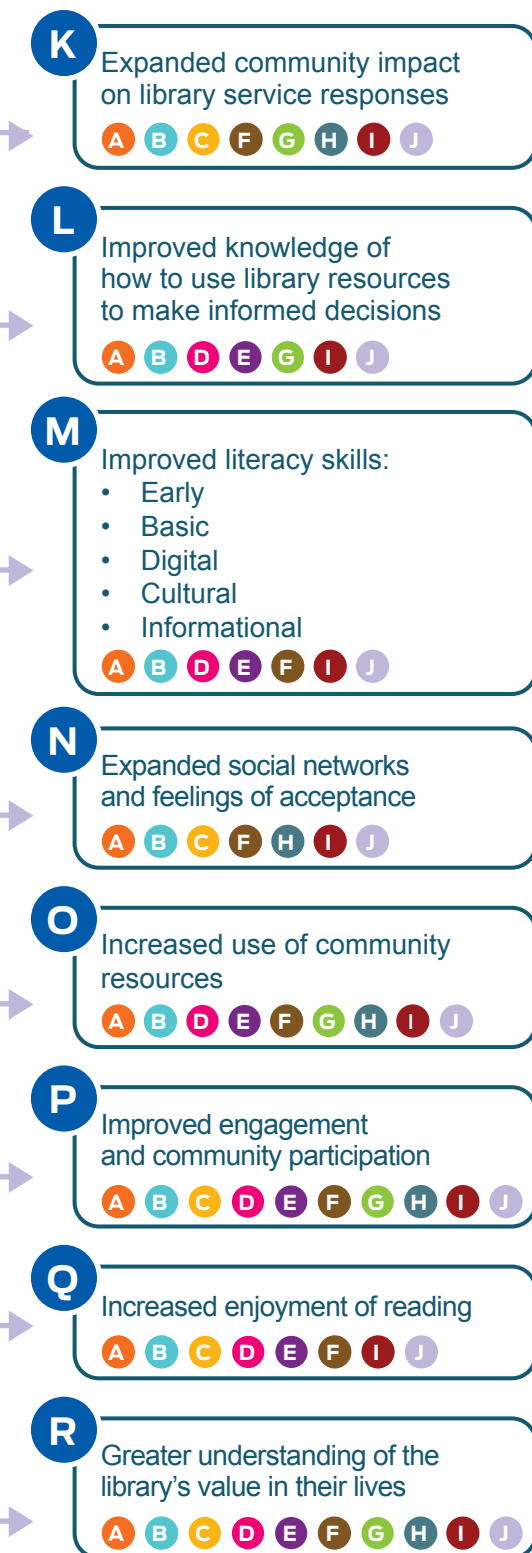 K
Expanded community impact
on library service responses
A B C F G H I J
L
Improved knowledge of
how to use library resources
to make informed decisions
A B D E G I J
M
Improved literacy skills:
• Early
• Basic
• Digital
• Cultural
• Informational
A B D E F I J
N
Expanded social networks
and feelings of acceptance
A B C F H I J
O
Increased use of community
resources
A B D E F G H I J
P
Improved engagement
and community participation
A B C D E F G H I J
Q
Increased enjoyment of reading
A B C D E F I J
R
Greater understanding of the
library's value in their lives
A B C D E F G H I J